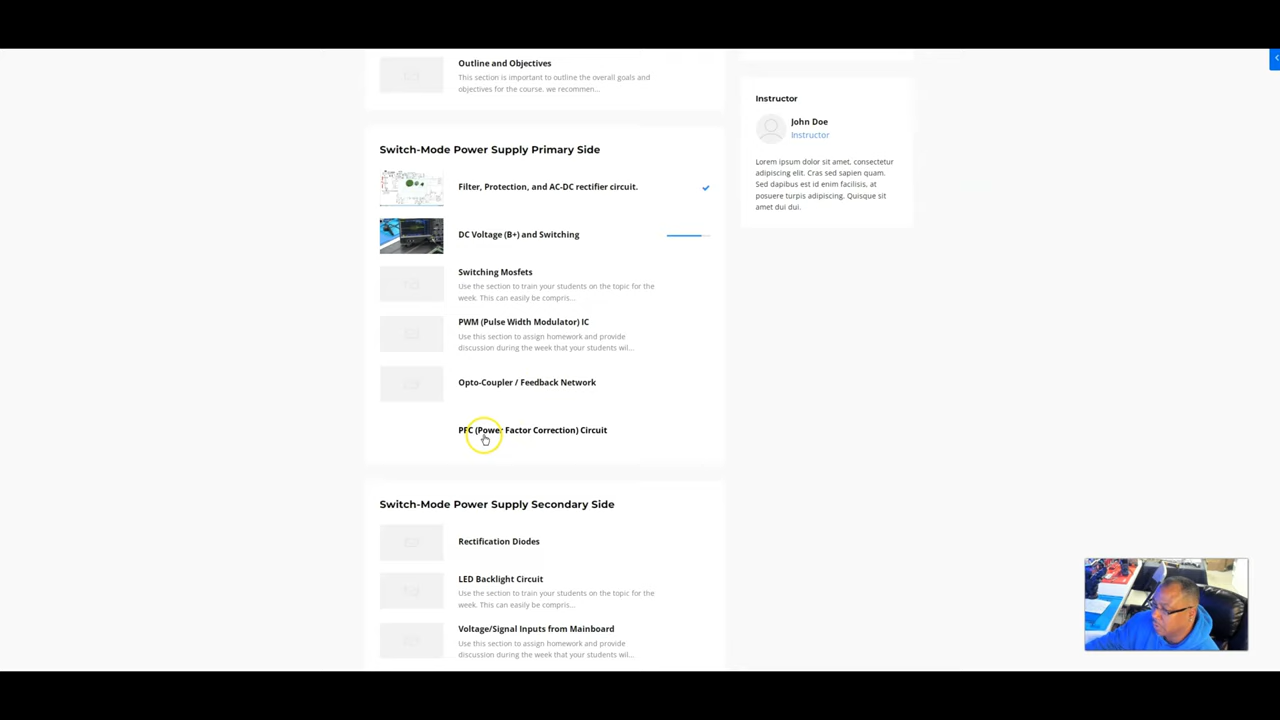 Outline and Objectives
This section is important to outline the overall goals and
objectives for the course. we recommen...
Switch-Mode Power Supply Primary Side
Filter, Protection, and AC-DC rectifier circuit.
DC Voltage (B+) and Switching
Switching Mosfets
Use the section to train your students on the topic for the
week. This can easily be compris...
PWM (Pulse Width Modulator) IC
Use this section to assign homework and provide
discussion during the week that your students wil...
Opto-Coupler / Feedback Network
PFC (Power Factor Correction) Circuit
Switch-Mode Power Supply Secondary Side
Rectification Diodes
LED Backlight Circuit
Use the section to train your students on the topic for the
week. This can easily be compris...
Voltage/Signal Inputs from Mainboard
Use this section to assign homework and provide
discussion during the week that your students wil...
Instructor
John Doe
Instructor
Lorem ipsum dolor sit amet, consectetur
adipiscing elit. Cras sed sapien quam.
Sed dapibus est id enim facilisis, at
posuere turpis adipiscing. Quisque sit
amet dui dui.